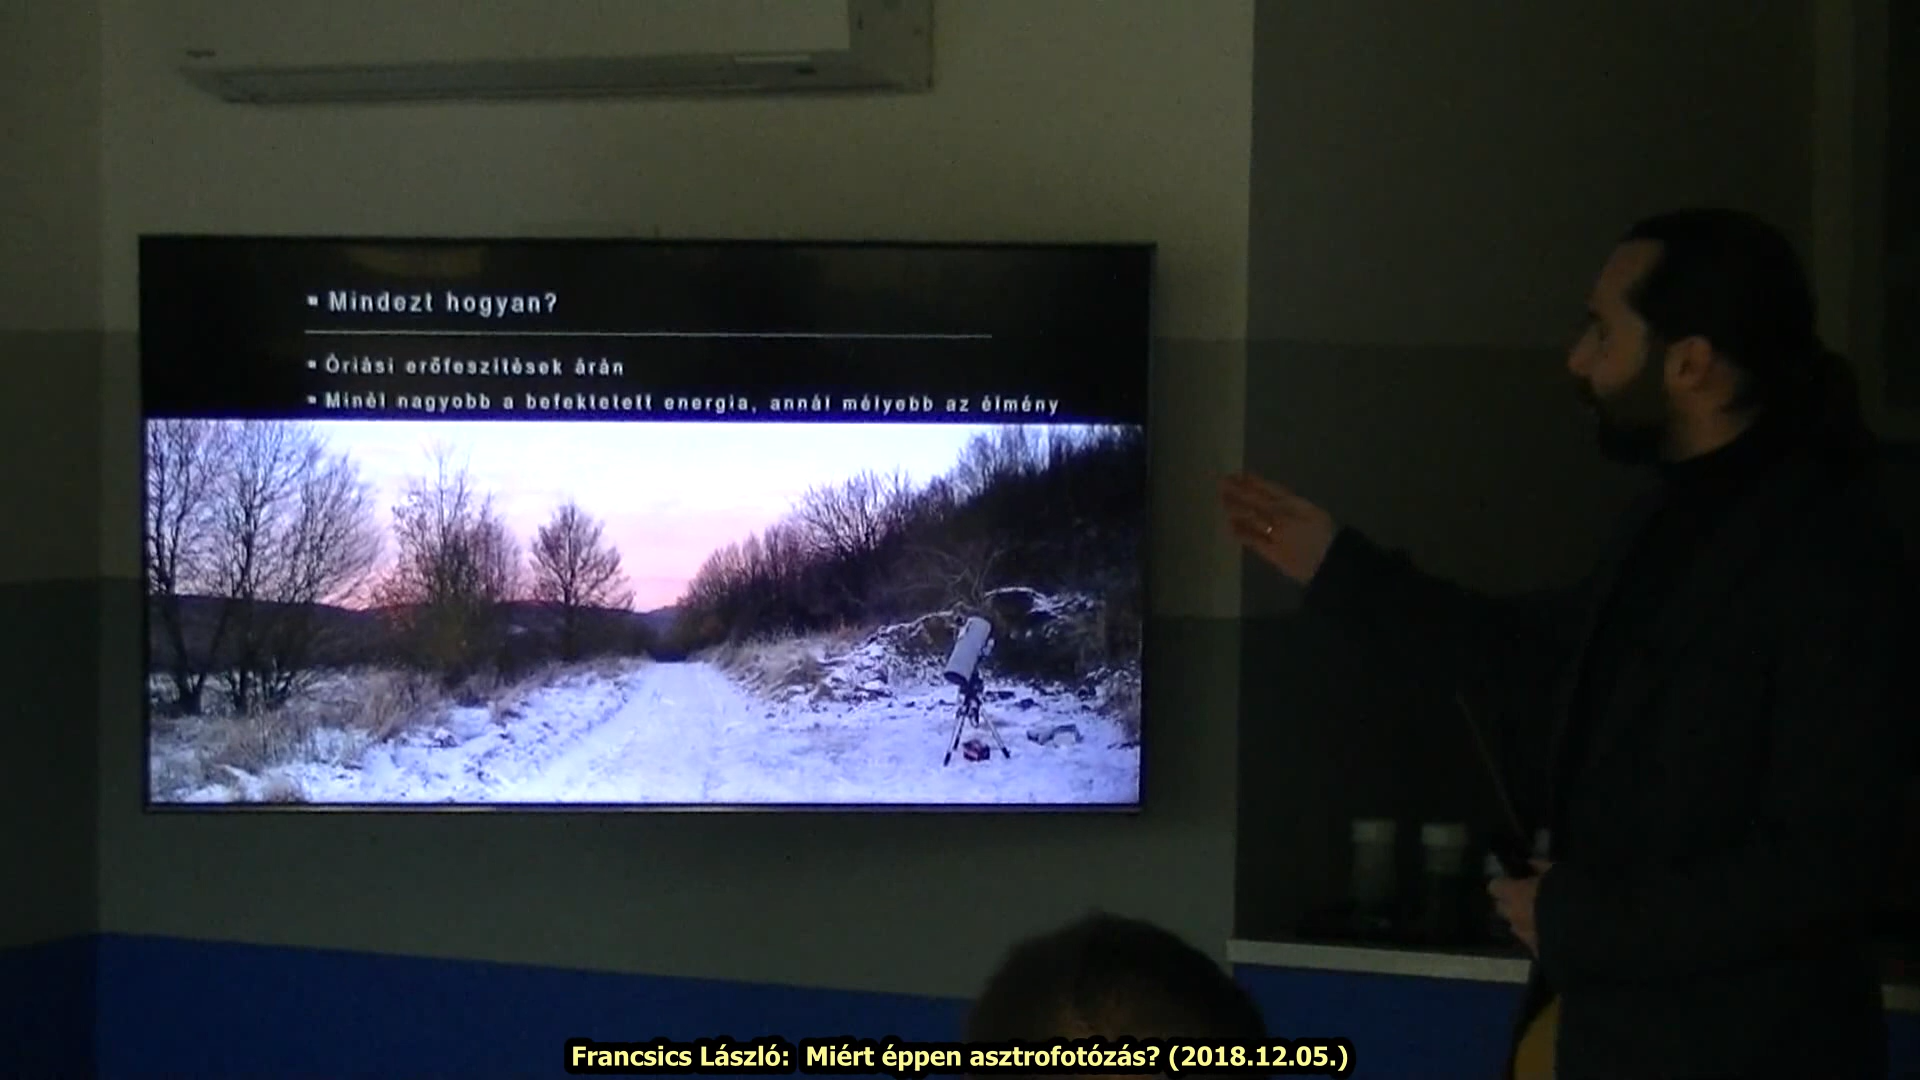 ▪ Mindezt hogyan?
▪ Óriási erőfeszítések árán
▪ Minél nagyobb a befektetett energia, annál mélyebb az élmény
Francsics László: Miért éppen asztrofotózás? (2018.12.05.)